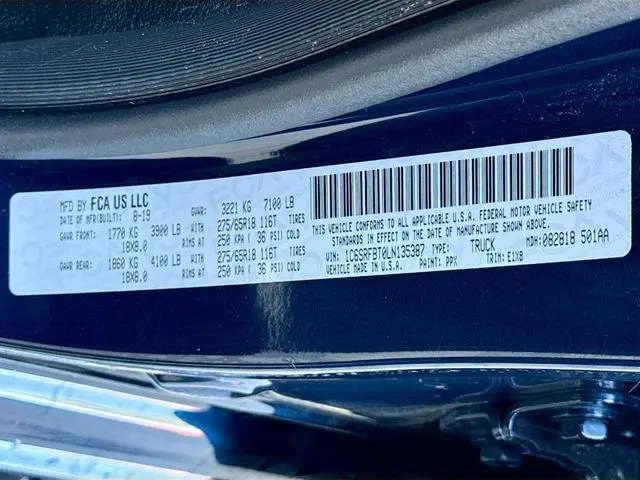 MFD BY FCA US LLC
DATE OF MFR(BUILT): 8-19 GVWR: 3221 KG 7100 LB
GAWR FRONT: 1770 KG 3900 LB 275/65R18 116T TIRES
18X8.0 RIMS AT 250 KPA ( 36 PSI) COLD
GAWR REAR: 1860 KG 4100 LB 275/65R18 116T TIRES
18X8.0 RIMS AT 250 KPA ( 36 PSI) COLD
THIS VEHICLE CONFORMS TO ALL APPLICABLE U.S.A. FEDERAL MOTOR VEHICLE SAFETY
STANDARDS IN EFFECT ON THE DATE OF MANUFACTURE SHOWN ABOVE.
VIN: 1C6SRFBT0LN135387 TYPE: TRUCK MDH: 082818 501AA
VEHICLE MADE IN U.S.A. PAINT: PPX TRIM: E1X8